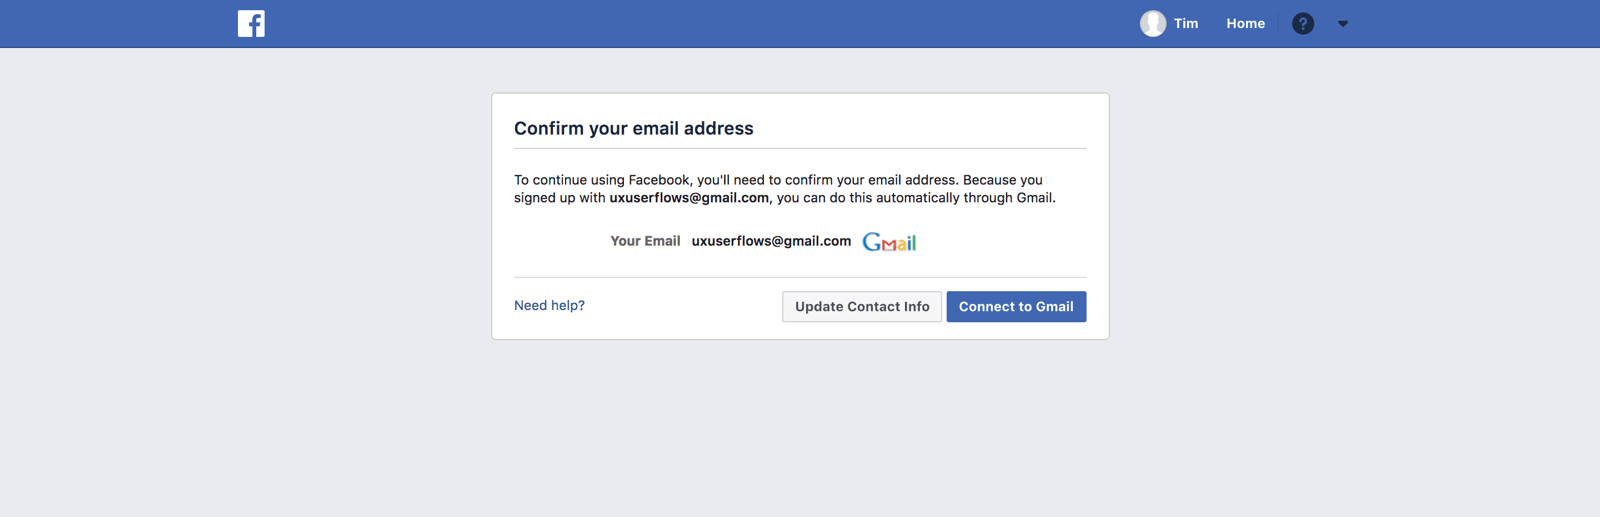 f
Tim Home ?
Confirm your email address
To continue using Facebook, you'll need to confirm your email address. Because you
signed up with uxuserflows@gmail.com, you can do this automatically through Gmail.
Your Email uxuserflows@gmail.com Gmail
Need help? Update Contact Info Connect to Gmail